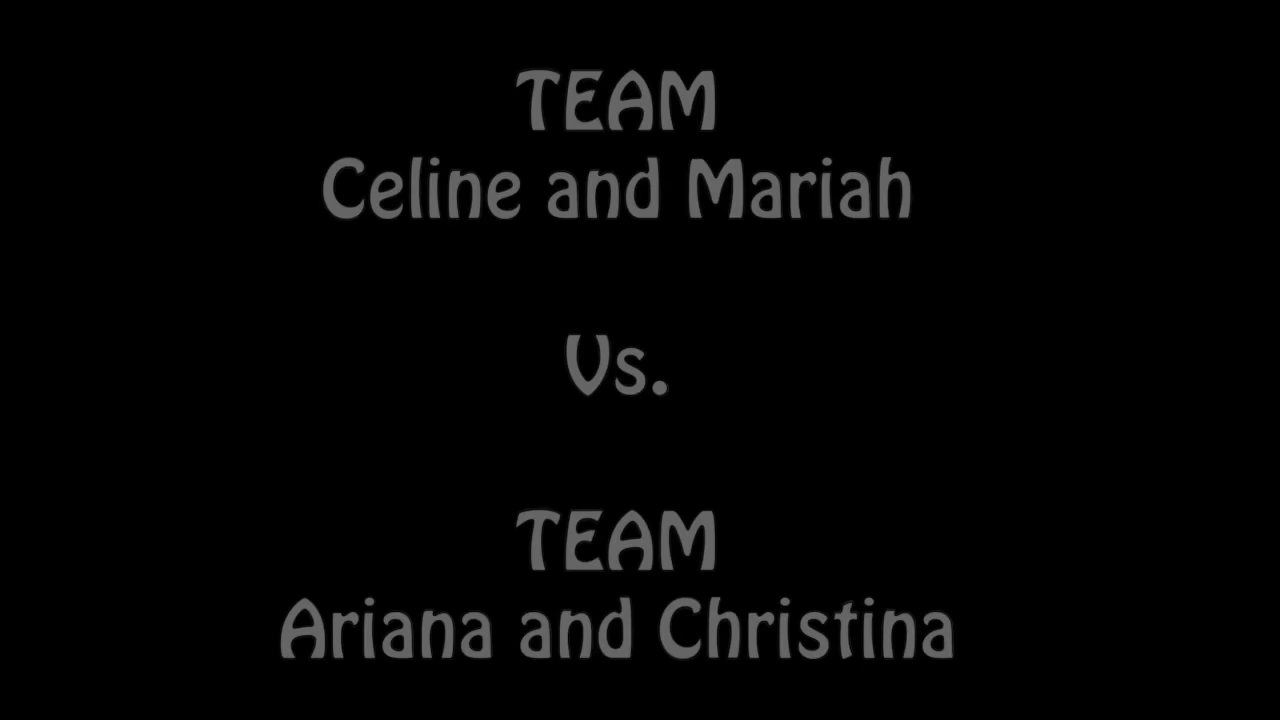 TEAM
Celine and Mariah
Vs.
TEAM
Ariana and Christina